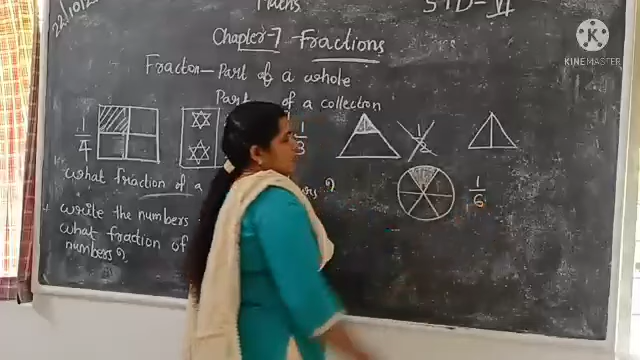 22/10/2
Maths
STD-VI
Chapter-7 Fractions
Fracton-Part of a whole
Part of a collection
1/4
1/3
1/2
1/6
what fraction of a
write the numbers
what fraction of
numbers?
KINEMASTER